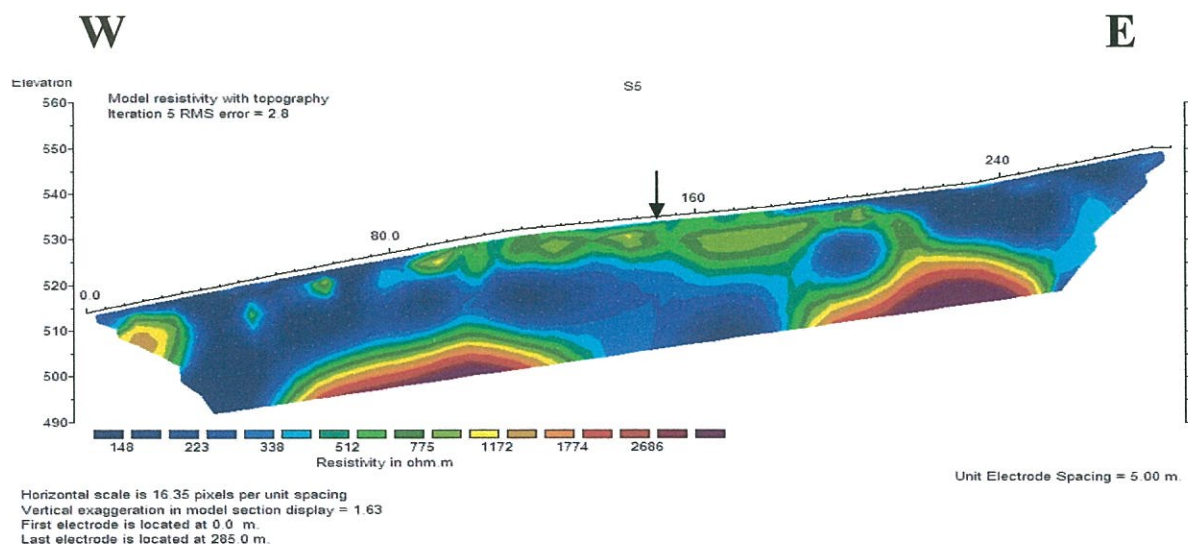 W E
Elevation
S5
Model resistivity with topography
Iteration 5 RMS error = 2.8
560
550
540
530
520
510
500
490
0.0
80.0
160
240
148 223 338 512 775 1172 1774 2686
Resistivity in ohm.m
Unit Electrode Spacing = 5.00 m.
Horizontal scale is 16.35 pixels per unit spacing
Vertical exaggeration in model section display = 1.63
First electrode is located at 0.0 m.
Last electrode is located at 285.0 m.